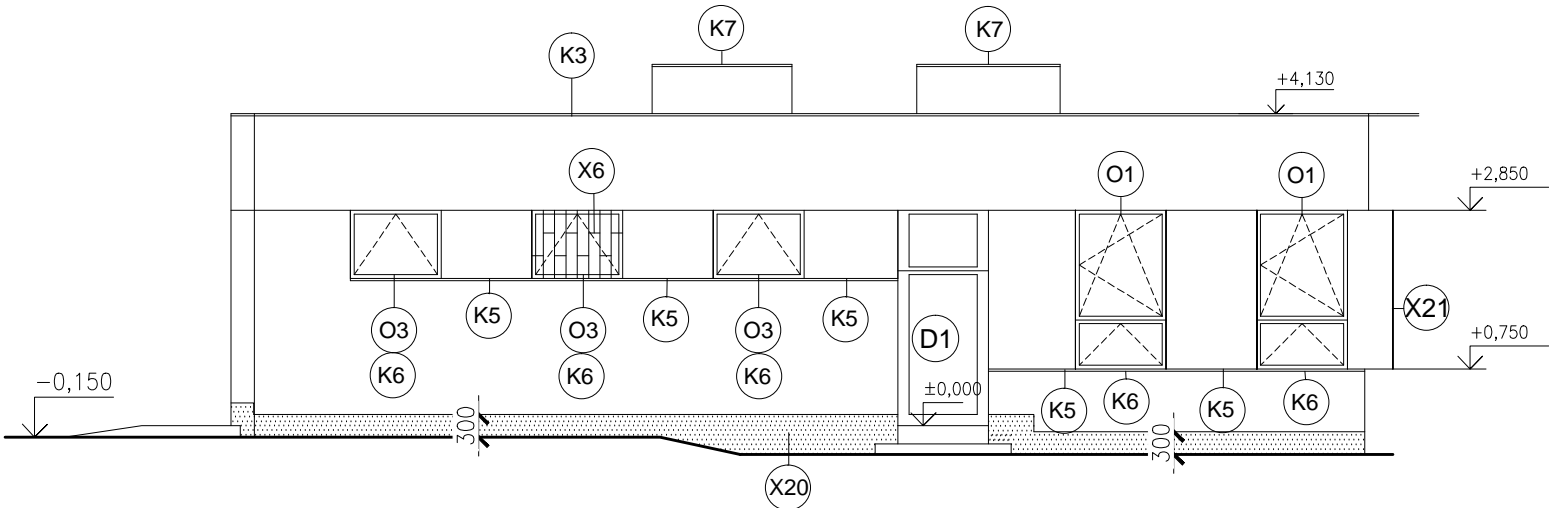 K7
K7
K3
+4,130
X6
O1
O1
+2,850
K5
K5
K5
X21
O3
O3
O3
D1
+0,750
K6
K6
K6
-0,150
±0,000
K5
K6
K5
K6
300
300
X20